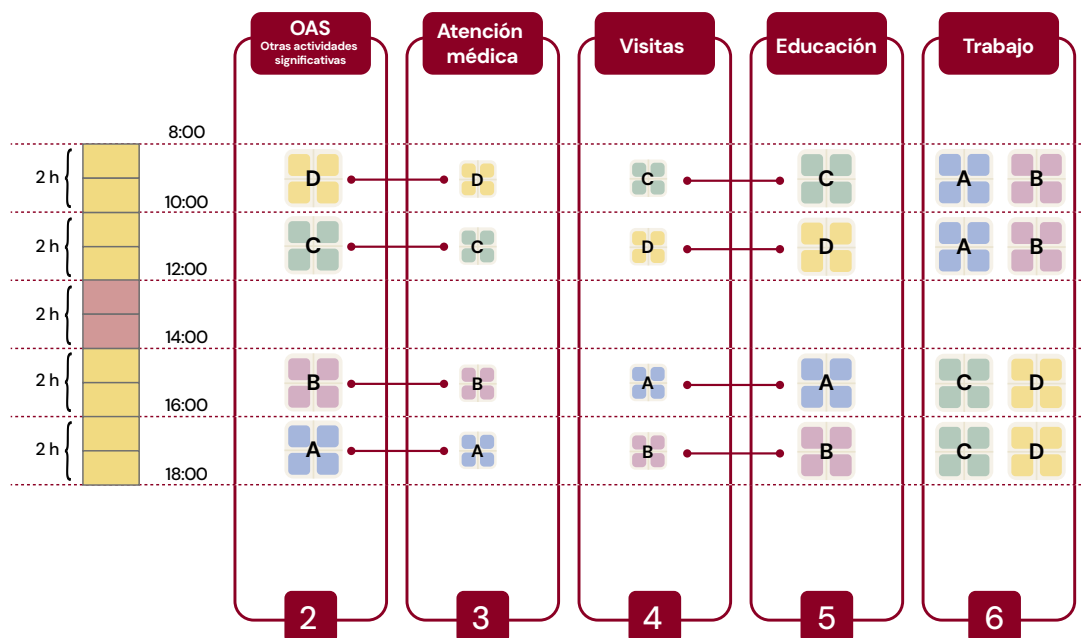 OAS
Otras actividades
significativas
Atención
médica
Visitas
Educación
Trabajo
8:00
2 h
D
D
C
C
A
B
10:00
2 h
C
C
D
D
A
B
12:00
2 h
14:00
2 h
B
B
A
A
C
D
16:00
2 h
A
A
B
B
C
D
18:00
2
3
4
5
6